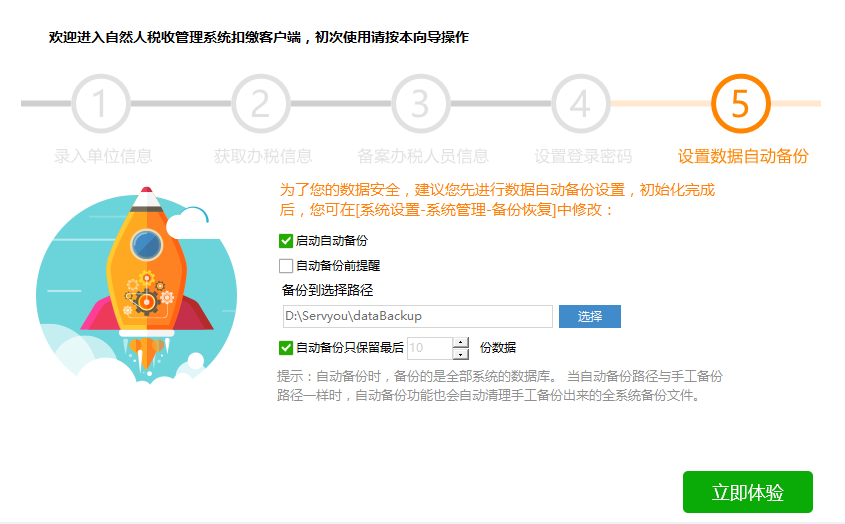 欢迎进入自然人税收管理系统扣缴客户端，初次使用请按本向导操作
1 2 3 4 5
录入单位信息 获取办税信息 备案办税人员信息 设置登录密码 设置数据自动备份
为了您的数据安全，建议您先进行数据自动备份设置，初始化完成
后，您可在[系统设置-系统管理-备份恢复]中修改：
启动自动备份
自动备份前提醒
备份到选择路径
D:\Servyou\dataBackup 选择
自动备份只保留最后 10 份数据
提示：自动备份时，备份的是全部系统的数据库。 当自动备份路径与手工备份
路径一样时，自动备份功能也会自动清理手工备份出来的全系统备份文件。
立即体验